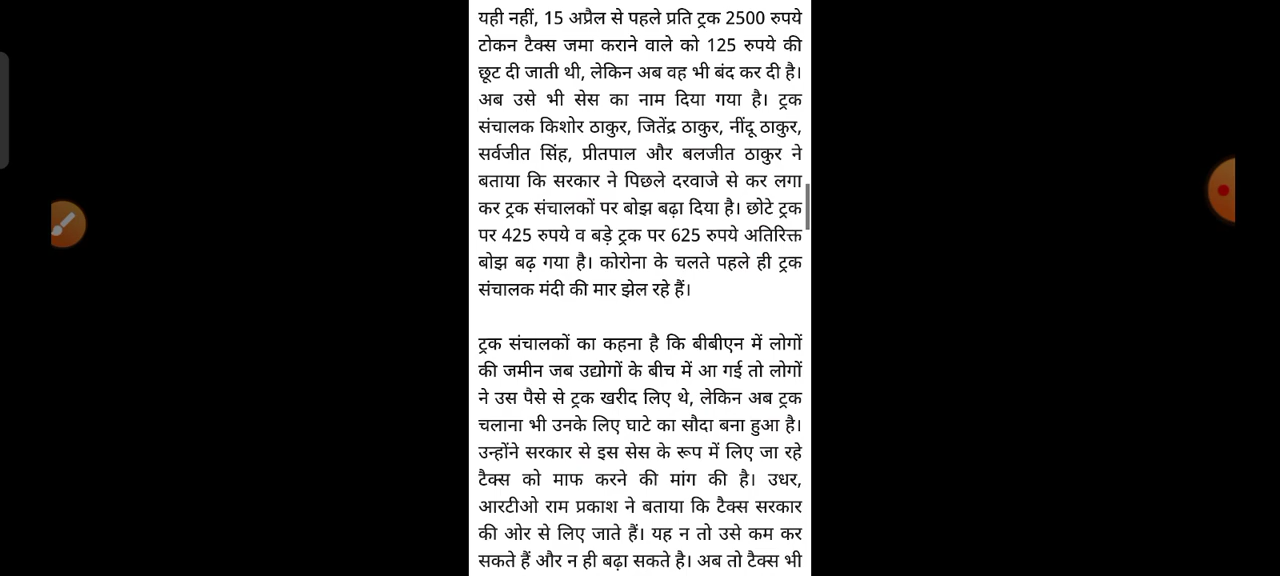 यही नहीं, 15 अप्रैल से पहले प्रति ट्रक 2500 रुपये
टोकन टैक्स जमा कराने वाले को 125 रुपये की
छूट दी जाती थी, लेकिन अब वह भी बंद कर दी है।
अब उसे भी सेस का नाम दिया गया है। ट्रक
संचालक किशोर ठाकुर, जितेंद्र ठाकुर, नींदू ठाकुर,
सर्वजीत सिंह, प्रीतपाल और बलजीत ठाकुर ने
बताया कि सरकार ने पिछले दरवाजे से कर लगा
कर ट्रक संचालकों पर बोझ बढ़ा दिया है। छोटे ट्रक
पर 425 रुपये व बड़े ट्रक पर 625 रुपये अतिरिक्त
बोझ बढ़ गया है। कोरोना के चलते पहले ही ट्रक
संचालक मंदी की मार झेल रहे हैं।
ट्रक संचालकों का कहना है कि बीबीएन में लोगों
की जमीन जब उद्योगों के बीच में आ गई तो लोगों
ने उस पैसे से ट्रक खरीद लिए थे, लेकिन अब ट्रक
चलाना भी उनके लिए घाटे का सौदा बना हुआ है।
उन्होंने सरकार से इस सेस के रूप में लिए जा रहे
टैक्स को माफ करने की मांग की है। उधर,
आरटीओ राम प्रकाश ने बताया कि टैक्स सरकार
की ओर से लिए जाते हैं। यह न तो उसे कम कर
सकते हैं और न ही बढ़ा सकते है। अब तो टैक्स भी